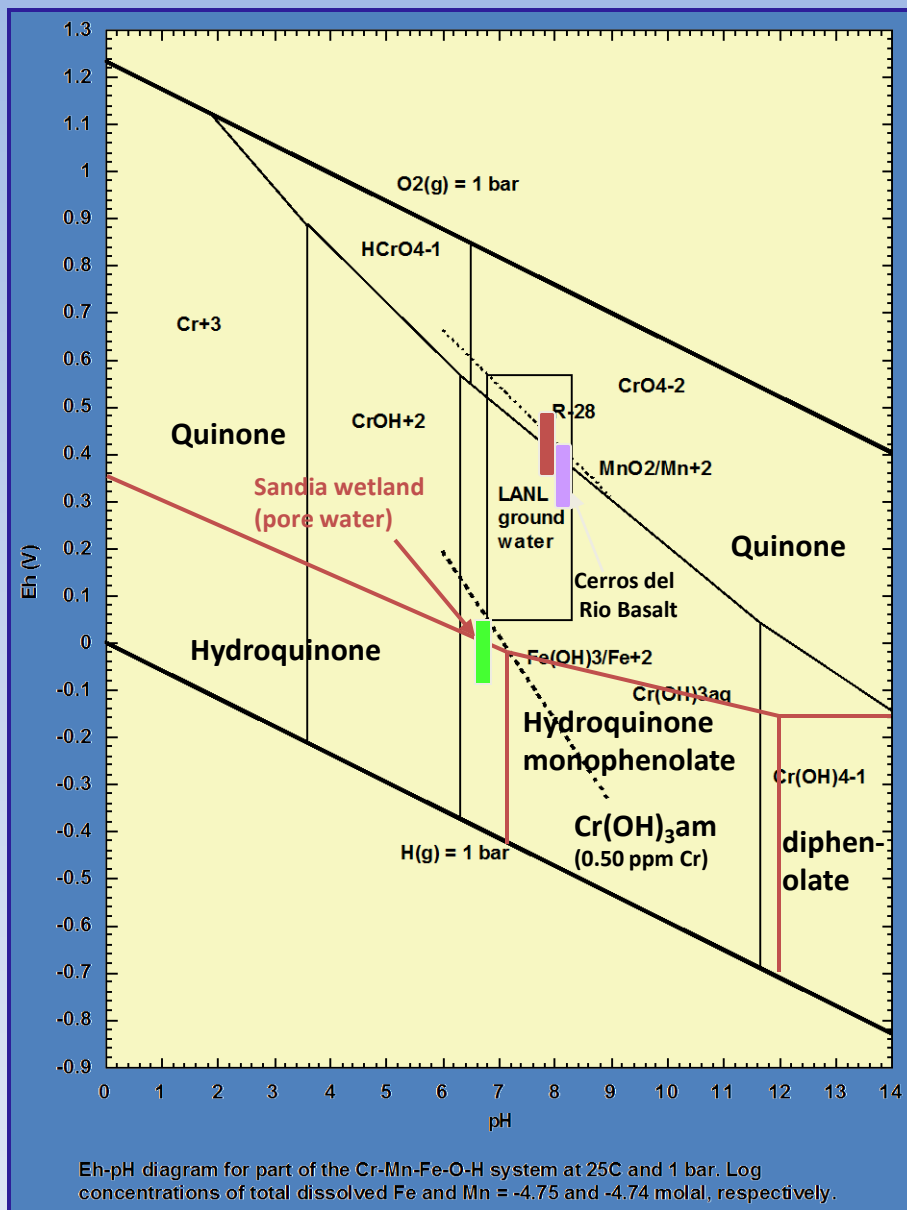 1.3
1.2
1.1
1
0.9
0.8
0.7
0.6
0.5
0.4
0.3
0.2
0.1
0
-0.1
-0.2
-0.3
-0.4
-0.5
-0.6
-0.7
-0.8
-0.9
Eh (V)
O2(g) = 1 bar
HCrO4-1
Cr+3
CrO4-2
R-28
CrOH+2
Quinone
MnO2/Mn+2
Sandia wetland
(pore water)
LANL
ground
water
Quinone
Cerros del
Rio Basalt
Hydroquinone
Fe(OH)3/Fe+2
Cr(OH)3aq
Hydroquinone
monophenolate
Cr(OH)4-1
Cr(OH)3am
(0.50 ppm Cr)
H(g) = 1 bar
diphen-
olate
0 1 2 3 4 5 6 7 8 9 10 11 12 13 14
pH
Eh-pH diagram for part of the Cr-Mn-Fe-O-H system at 25C and 1 bar. Log
concentrations of total dissolved Fe and Mn = -4.75 and -4.74 molal, respectively.